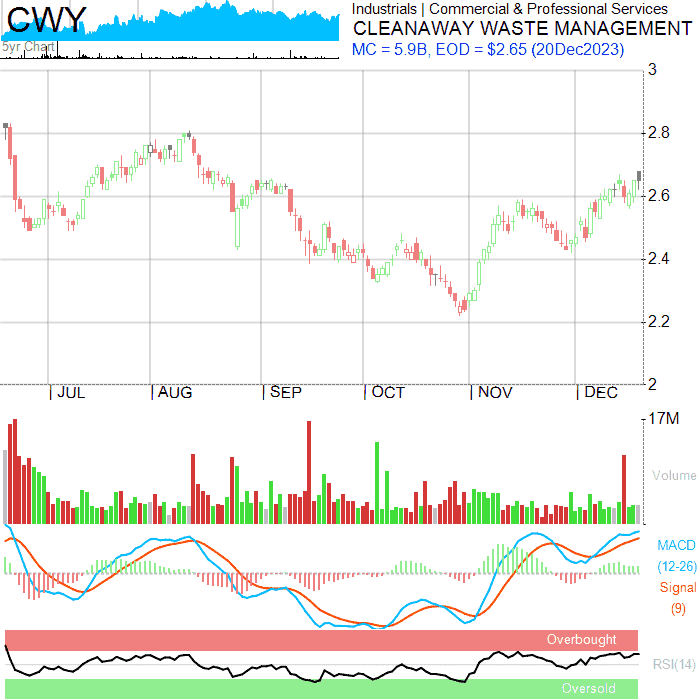 CWY
5yr Chart
Industrials | Commercial & Professional Services
CLEANAWAY WASTE MANAGEMENT
MC = 5.9B, EOD = $2.65 (20Dec2023)
3
2.8
2.6
2.4
2.2
2
JUL AUG SEP OCT NOV DEC
17M
Volume
MACD
(12-26)
Signal
(9)
Overbought
RSI(14)
Oversold